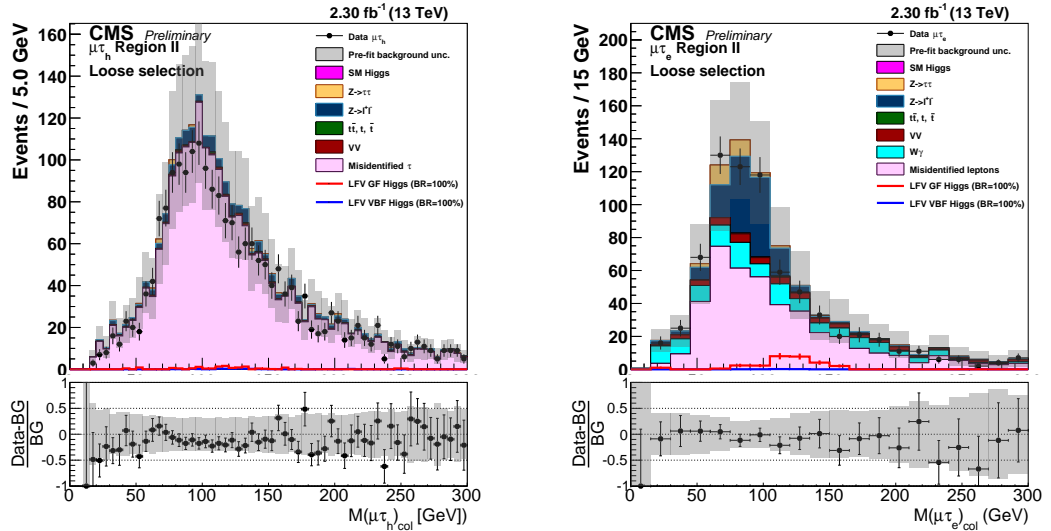 2.30 fb⁻¹ (13 TeV)
CMS Preliminary
μτₕ Region II
Loose selection
Data μτₕ
Pre-fit background unc.
SM Higgs
Z->ττ
Z->l⁺l⁻
tt̄, t, t̄
VV
Misidentified τ
LFV GF Higgs (BR=100%)
LFV VBF Higgs (BR=100%)
Events / 5.0 GeV
160
140
120
100
80
60
40
20
0
Data-BG
BG
1
0.5
0
-0.5
-1
0 50 100 150 200 250 300
M(μτₕ)col [GeV])
2.30 fb⁻¹ (13 TeV)
CMS Preliminary
μτₑ Region II
Loose selection
Data μτₑ
Pre-fit background unc.
SM Higgs
Z->ττ
Z->l⁺l⁻
tt̄, t, t̄
VV
Wγ
Misidentified leptons
LFV GF Higgs (BR=100%)
LFV VBF Higgs (BR=100%)
Events / 15 GeV
200
180
160
140
120
100
80
60
40
20
0
Data-BG
BG
1
0.5
0
-0.5
-1
0 50 100 150 200 250 300
M(μτₑ)col (GeV)